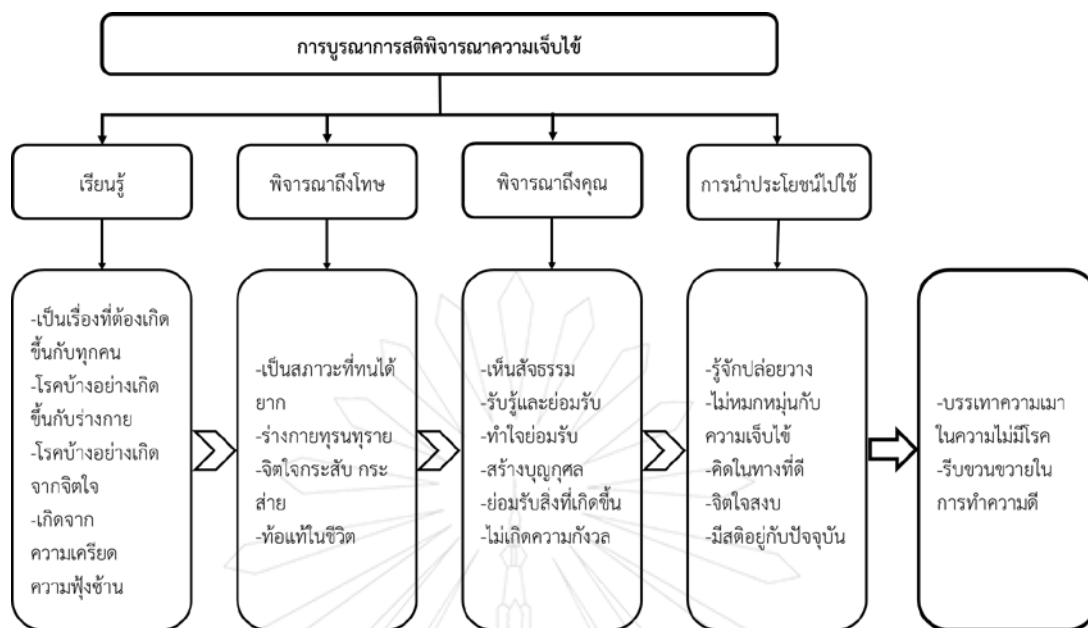 การบูรณาการสติพิจารณาความเจ็บไข้
เรียนรู้
พิจารณาถึงโทษ
พิจารณาถึงคุณ
การนำประโยชน์ไปใช้
-เป็นเรื่องที่ต้องเกิด
ขึ้นกับทุกคน
-โรคบ้างอย่างเกิด
ขึ้นกับร่างกาย
-โรคบ้างอย่างเกิด
จากจิตใจ
-เกิดจาก
ความเครียด
ความฟุ้งซ้าน
-เป็นสภาวะที่ทนได้
ยาก
-ร่างกายทุรนทุราย
-จิตใจกระสับ กระ
ส่าย
-ท้อแท้ในชีวิต
-เห็นสัจธรรม
-รับรู้และย่อมรับ
-ทำใจย่อมรับ
-สร้างบุญกุศล
-ย่อมรับสิ่งที่เกิดขึ้น
-ไม่เกิดความกังวล
-รู้จักปล่อยวาง
-ไม่หมกหมุ่นกับ
ความเจ็บไข้
-คิดในทางที่ดี
-จิตใจสงบ
-มีสติอยู่กับปัจจุบัน
-บรรเทาความเมา
ในความไม่มีโรค
-รีบขวนขวายใน
การทำความดี